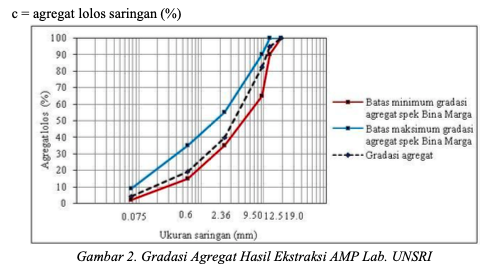 c = agregat lolos saringan (%)
100
90
80
70
60
50
40
30
20
10
0
Agregat lolos (%)
0.075 0.6 2.36 9.50 12.5 19.0
Ukuran saringan (mm)
Batas minimum gradasi
agregat spek Bina Marga
Batas maksimum gradasi
agregat spek Bina Marga
Gradasi agregat
Gambar 2. Gradasi Agregat Hasil Ekstraksi AMP Lab. UNSRI